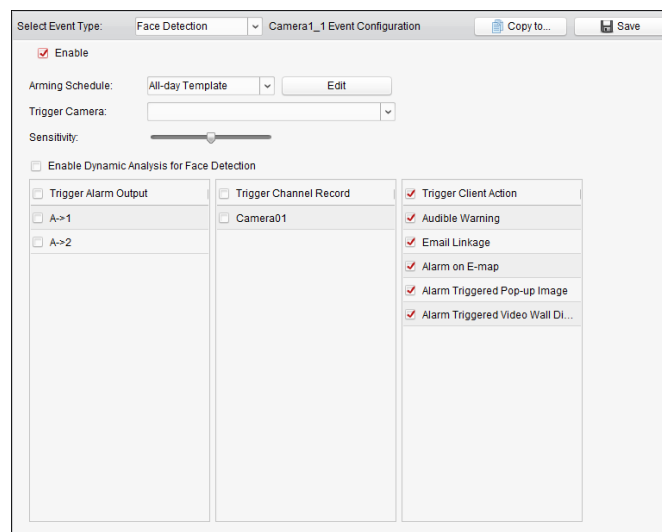 Select Event Type: Face Detection Camera1_1 Event Configuration Copy to... Save
Enable
Arming Schedule: All-day Template Edit
Trigger Camera:
Sensitivity:
Enable Dynamic Analysis for Face Detection
Trigger Alarm Output Trigger Channel Record Trigger Client Action
A->1 Camera01 Audible Warning
A->2 Email Linkage
Alarm on E-map
Alarm Triggered Pop-up Image
Alarm Triggered Video Wall Di...